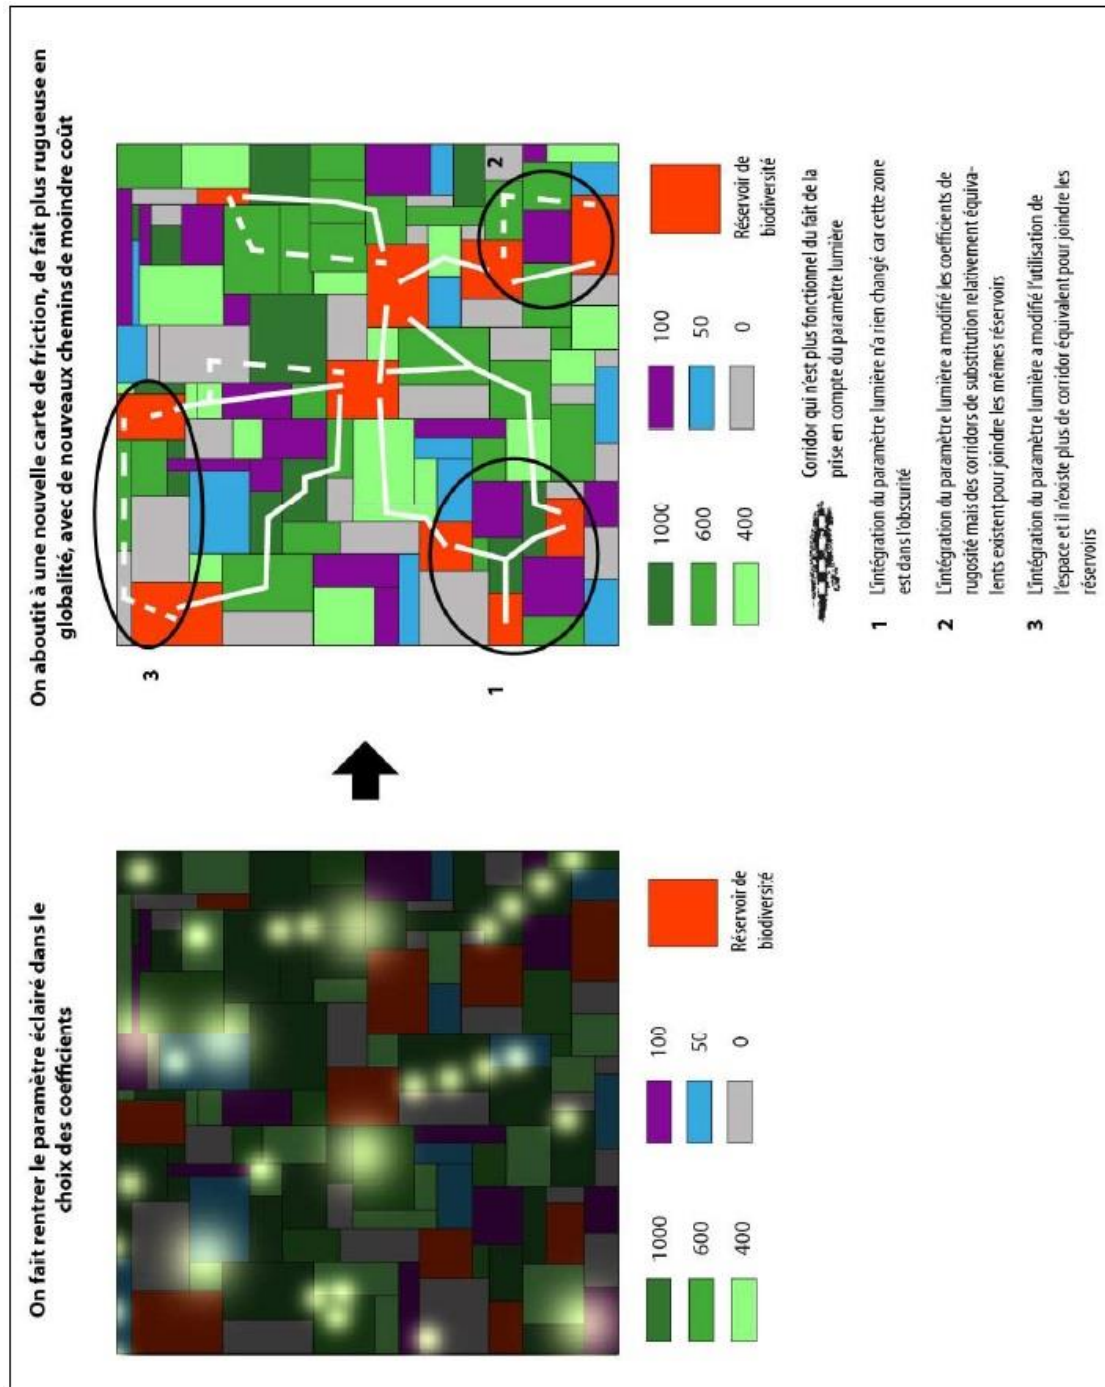 On fait rentrer le paramètre éclairé dans le
choix des coefficients
1000
600
400
100
50
0
Réservoir de
biodiversité
On aboutit à une nouvelle carte de friction, de fait plus rugueuse en
globalité, avec de nouveaux chemins de moindre coût
3
1
2
1000
600
400
100
50
0
Réservoir de
biodiversité
Corridor qui n'est plus fonctionnel du fait de la
prise en compte du paramètre lumière
1 L'intégration du paramètre lumière n'a rien changé car cette zone
est dans l'obscurité
2 L'intégration du paramètre lumière a modifié les coefficients de
rugosité mais des corridors de substitution relativement équiva-
lents existent pour joindre les mêmes réservoirs
3 L'intégration du paramètre lumière a modifié l'utilisation de
l'espace et il n'existe plus de corridor équivalent pour joindre les
réservoirs